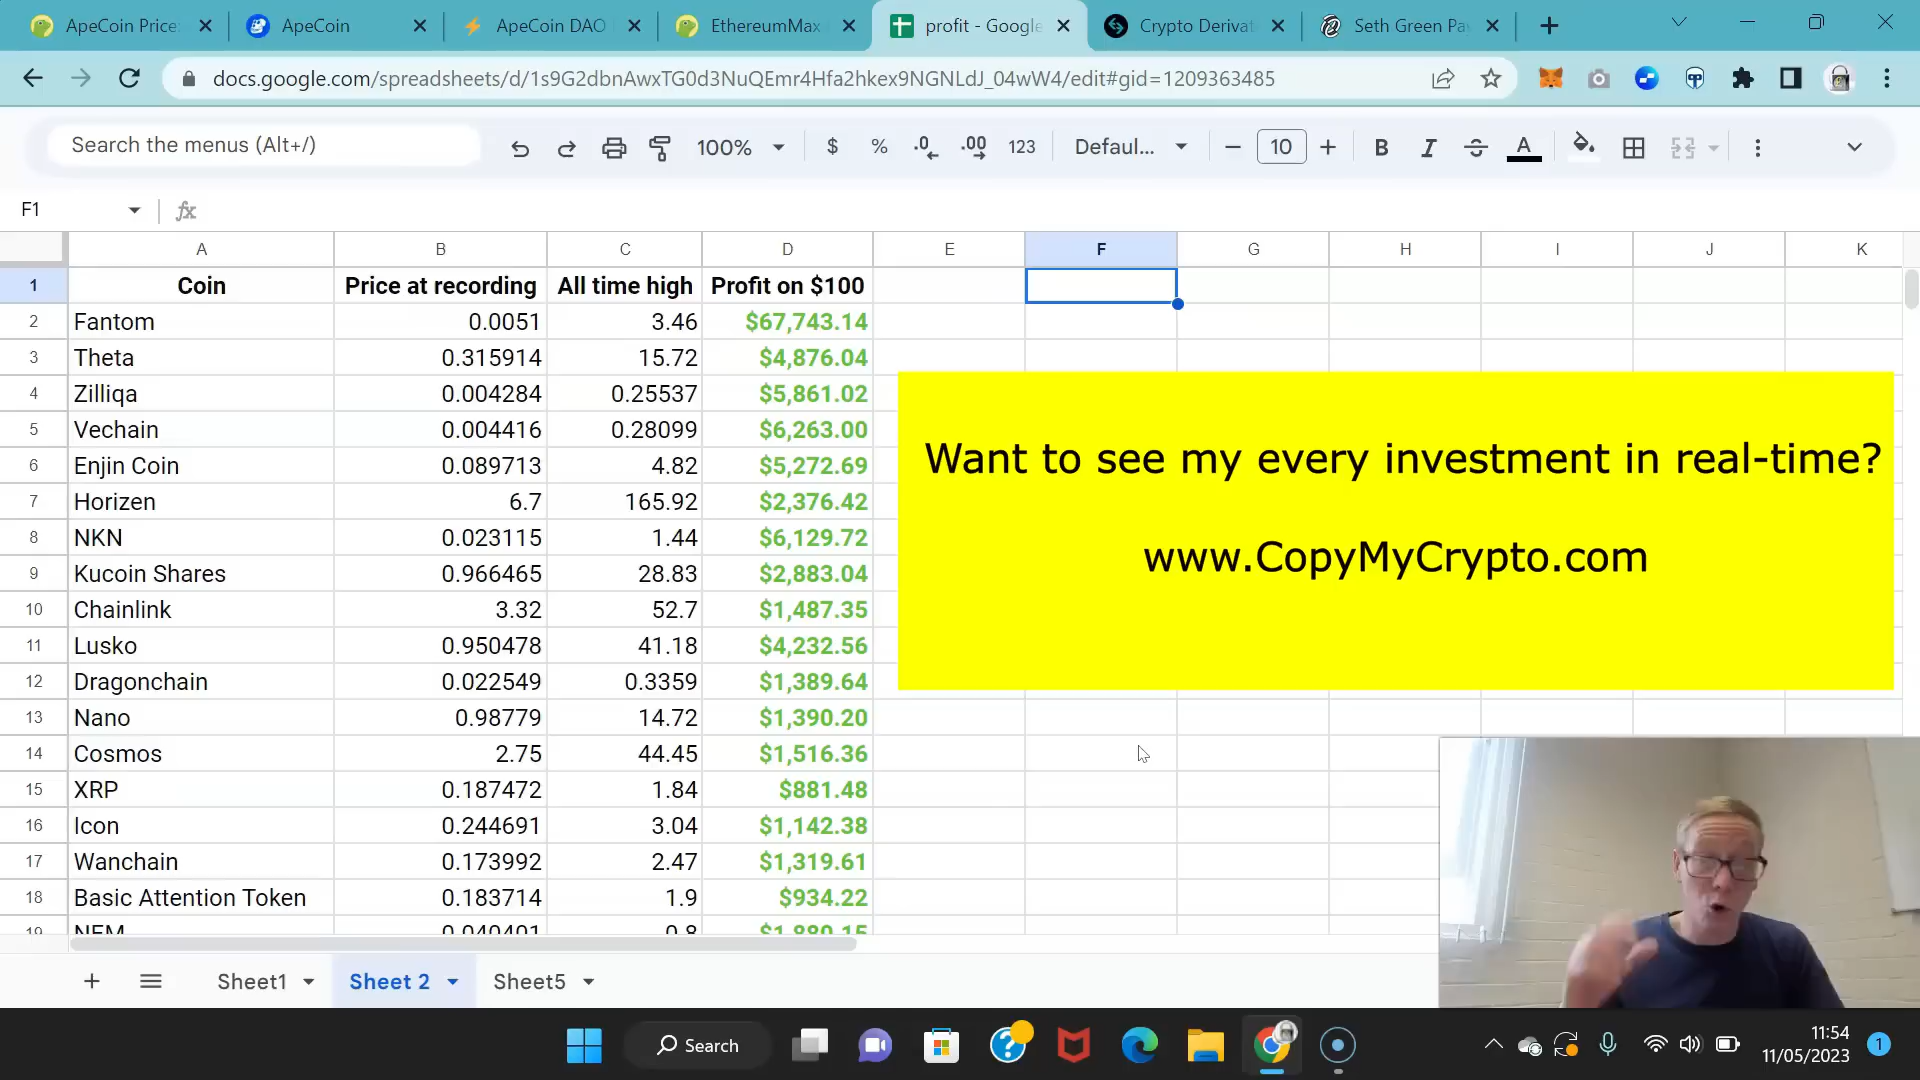 ApeCoin Price:
ApeCoin
ApeCoin DAO
EthereumMax
profit - Google
Crypto Derivat
Seth Green Pay
docs.google.com/spreadsheets/d/1s9G2dbnAwxTG0d3NuQEmr4Hfa2hkex9NGNLdJ_04wW4/edit#gid=1209363485
Search the menus (Alt+/)
100%
$ % .0 .00 123
Defaul...
10
B I A
F1
fx
A B C D E F G H I J K
1 Coin Price at recording All time high Profit on $100
2 Fantom 0.0051 3.46 $67,743.14
3 Theta 0.315914 15.72 $4,876.04
4 Zilliqa 0.004284 0.25537 $5,861.02
5 Vechain 0.004416 0.28099 $6,263.00
6 Enjin Coin 0.089713 4.82 $5,272.69
7 Horizen 6.7 165.92 $2,376.42
8 NKN 0.023115 1.44 $6,129.72
9 Kucoin Shares 0.966465 28.83 $2,883.04
10 Chainlink 3.32 52.7 $1,487.35
11 Lusko 0.950478 41.18 $4,232.56
12 Dragonchain 0.022549 0.3359 $1,389.64
13 Nano 0.98779 14.72 $1,390.20
14 Cosmos 2.75 44.45 $1,516.36
15 XRP 0.187472 1.84 $881.48
16 Icon 0.244691 3.04 $1,142.38
17 Wanchain 0.173992 2.47 $1,319.61
18 Basic Attention Token 0.183714 1.9 $934.22
19 NEM 0.040401 0.8 $1,880.15
Want to see my every investment in real-time?
www.CopyMyCrypto.com
Sheet1
Sheet 2
Sheet5
Search
11:54
11/05/2023
1